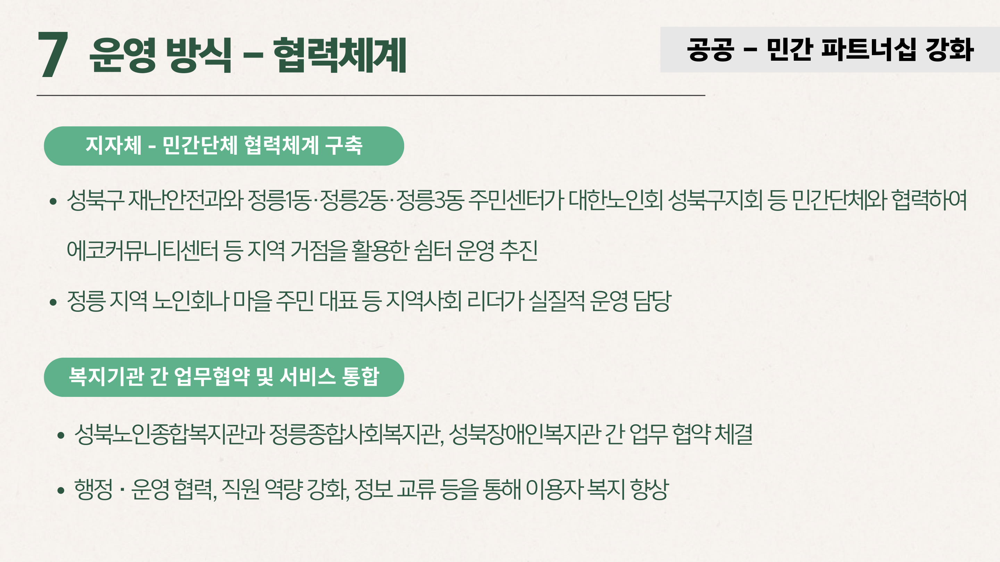 7 운영 방식 – 협력체계
공공 – 민간 파트너십 강화
지자체 - 민간단체 협력체계 구축
• 성북구 재난안전과와 정릉1동·정릉2동·정릉3동 주민센터가 대한노인회 성북구지회 등 민간단체와 협력하여
에코커뮤니티센터 등 지역 거점을 활용한 쉼터 운영 추진
• 정릉 지역 노인회나 마을 주민 대표 등 지역사회 리더가 실질적 운영 담당
복지기관 간 업무협약 및 서비스 통합
• 성북노인종합복지관과 정릉종합사회복지관, 성북장애인복지관 간 업무 협약 체결
• 행정 · 운영 협력, 직원 역량 강화, 정보 교류 등을 통해 이용자 복지 향상